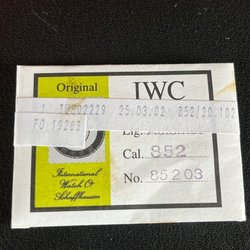 Original
IWC
25.03.02 852/20.102
FO 19263
Cal. 852
International
Watch Co
Schaffhausen
No. 85203